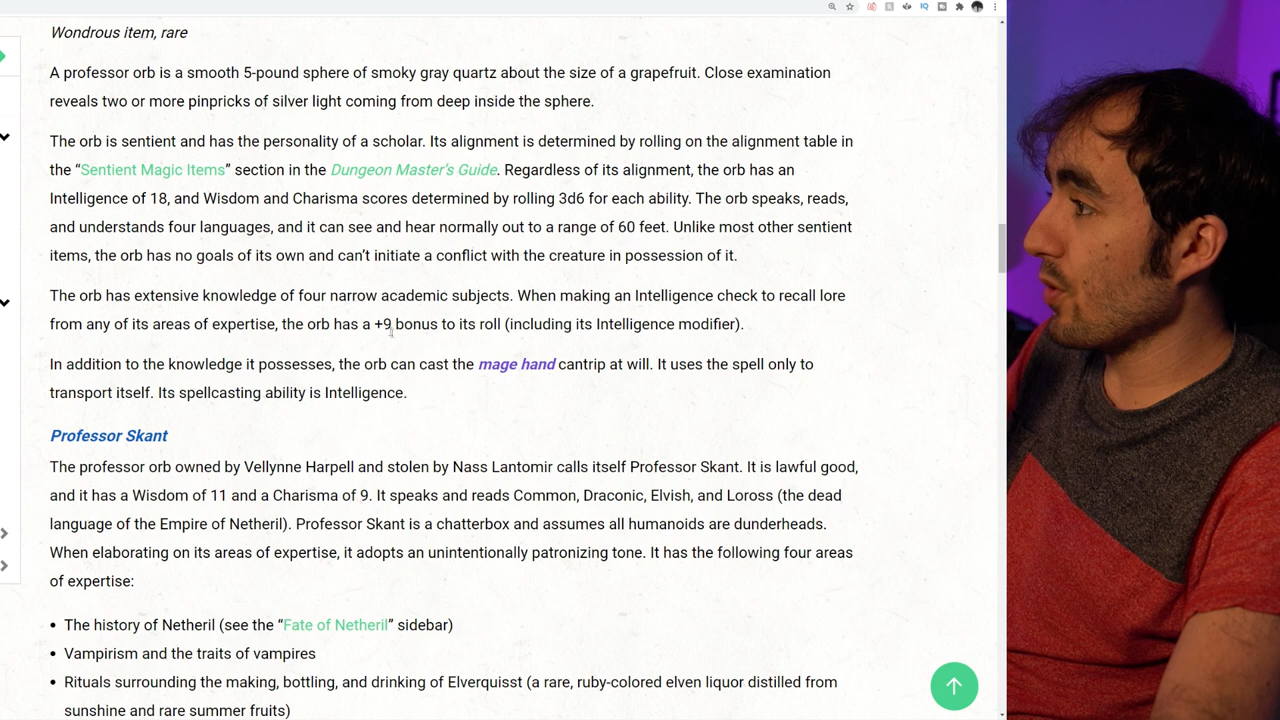 Wondrous item, rare
A professor orb is a smooth 5-pound sphere of smoky gray quartz about the size of a grapefruit. Close examination
reveals two or more pinpricks of silver light coming from deep inside the sphere.
The orb is sentient and has the personality of a scholar. Its alignment is determined by rolling on the alignment table in
the “Sentient Magic Items” section in the Dungeon Master’s Guide. Regardless of its alignment, the orb has an
Intelligence of 18, and Wisdom and Charisma scores determined by rolling 3d6 for each ability. The orb speaks, reads,
and understands four languages, and it can see and hear normally out to a range of 60 feet. Unlike most other sentient
items, the orb has no goals of its own and can’t initiate a conflict with the creature in possession of it.
The orb has extensive knowledge of four narrow academic subjects. When making an Intelligence check to recall lore
from any of its areas of expertise, the orb has a +9 bonus to its roll (including its Intelligence modifier).
In addition to the knowledge it possesses, the orb can cast the mage hand cantrip at will. It uses the spell only to
transport itself. Its spellcasting ability is Intelligence.
Professor Skant
The professor orb owned by Vellynne Harpell and stolen by Nass Lantomir calls itself Professor Skant. It is lawful good,
and it has a Wisdom of 11 and a Charisma of 9. It speaks and reads Common, Draconic, Elvish, and Loross (the dead
language of the Empire of Netheril). Professor Skant is a chatterbox and assumes all humanoids are dunderheads.
When elaborating on its areas of expertise, it adopts an unintentionally patronizing tone. It has the following four areas
of expertise:
• The history of Netheril (see the “Fate of Netheril” sidebar)
• Vampirism and the traits of vampires
• Rituals surrounding the making, bottling, and drinking of Elverquisst (a rare, ruby-colored elven liquor distilled from
sunshine and rare summer fruits)